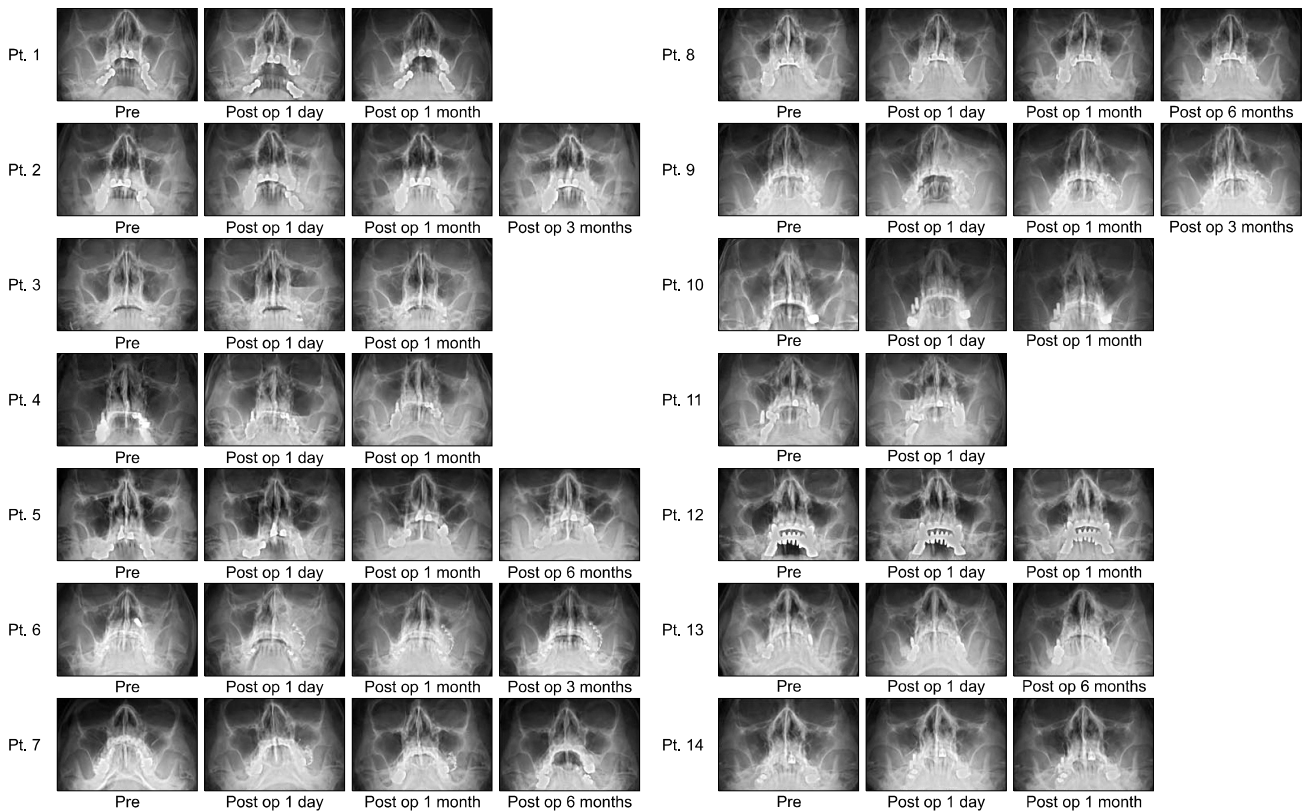 Pt. 1
Pre
Post op 1 day
Post op 1 month
Pt. 2
Pre
Post op 1 day
Post op 1 month
Post op 3 months
Pt. 3
Pre
Post op 1 day
Post op 1 month
Pt. 4
Pre
Post op 1 day
Post op 1 month
Pt. 5
Pre
Post op 1 day
Post op 1 month
Post op 6 months
Pt. 6
Pre
Post op 1 day
Post op 1 month
Post op 3 months
Pt. 7
Pre
Post op 1 day
Post op 1 month
Post op 6 months
Pt. 8
Pre
Post op 1 day
Post op 1 month
Post op 6 months
Pt. 9
Pre
Post op 1 day
Post op 1 month
Post op 3 months
Pt. 10
Pre
Post op 1 day
Post op 1 month
Pt. 11
Pre
Post op 1 day
Pt. 12
Pre
Post op 1 day
Post op 1 month
Pt. 13
Pre
Post op 1 day
Post op 6 months
Pt. 14
Pre
Post op 1 day
Post op 1 month